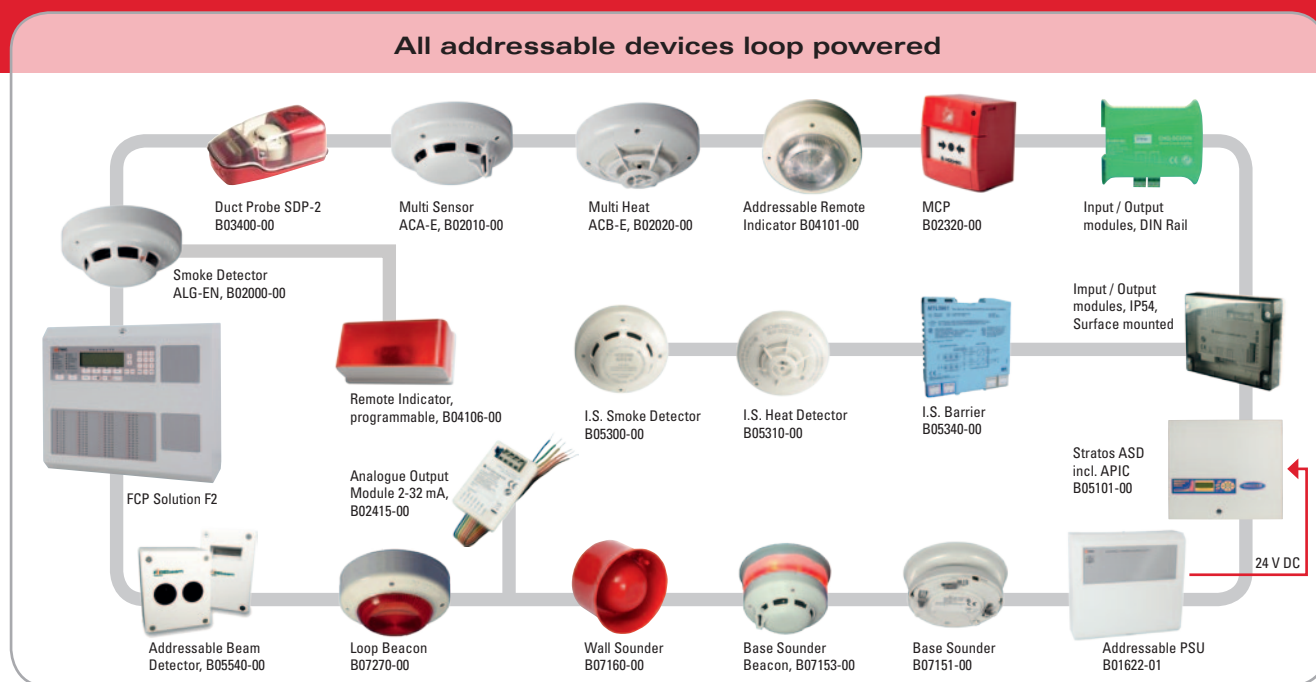 All addressable devices loop powered
Duct Probe SDP-2
B03400-00
Multi Sensor
ACA-E, B02010-00
Multi Heat
ACB-E, B02020-00
Addressable Remote
Indicator B04101-00
MCP
B02320-00
Input / Output
modules, DIN Rail
Smoke Detector
ALG-EN, B02000-00
Input / Output
modules, IP54,
Surface mounted
Remote Indicator,
programmable, B04106-00
I.S. Smoke Detector
B05300-00
I.S. Heat Detector
B05310-00
I.S. Barrier
B05340-00
FCP Solution F2
Analogue Output
Module 2-32 mA,
B02415-00
Stratos ASD
incl. APIC
B05101-00
24 V DC
Addressable Beam
Detector, B05540-00
Loop Beacon
B07270-00
Wall Sounder
B07160-00
Base Sounder
Beacon, B07153-00
Base Sounder
B07151-00
Addressable PSU
B01622-01